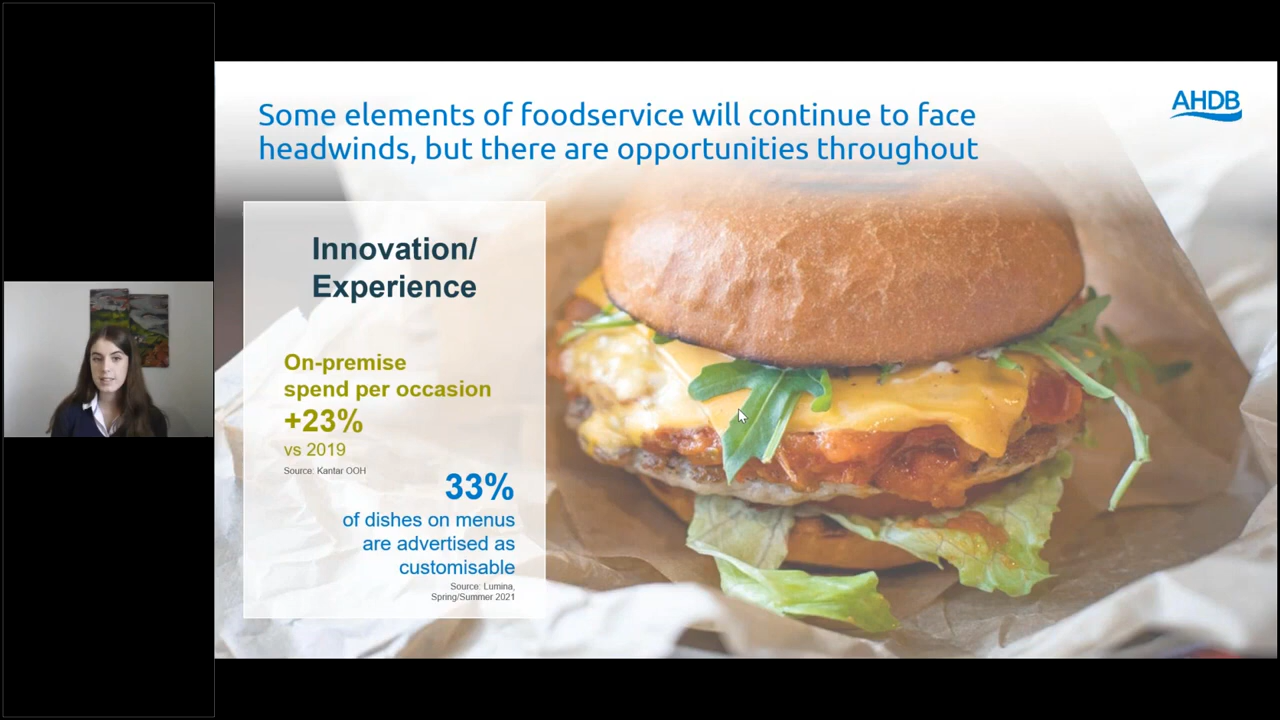 Some elements of foodservice will continue to face
headwinds, but there are opportunities throughout
AHDB
Innovation/
Experience
On-premise
spend per occasion
+23%
vs 2019
Source: Kantar OOH
33%
of dishes on menus
are advertised as
customisable
Source: Lumina,
Spring/Summer 2021